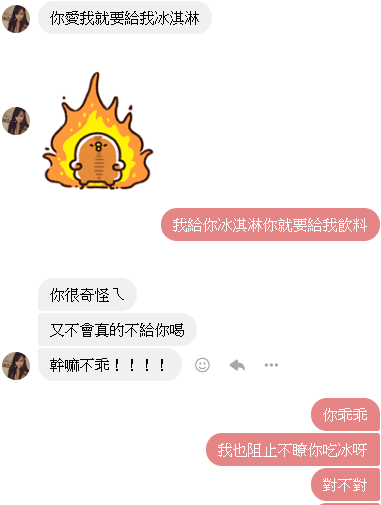 你愛我就要給我冰淇淋
我給你冰淇淋你就要給我飲料
你很奇怪ㄟ
又不會真的不給你喝
幹嘛不乖！！！！
你乖乖
我也阻止不瞭你吃冰呀
對不對